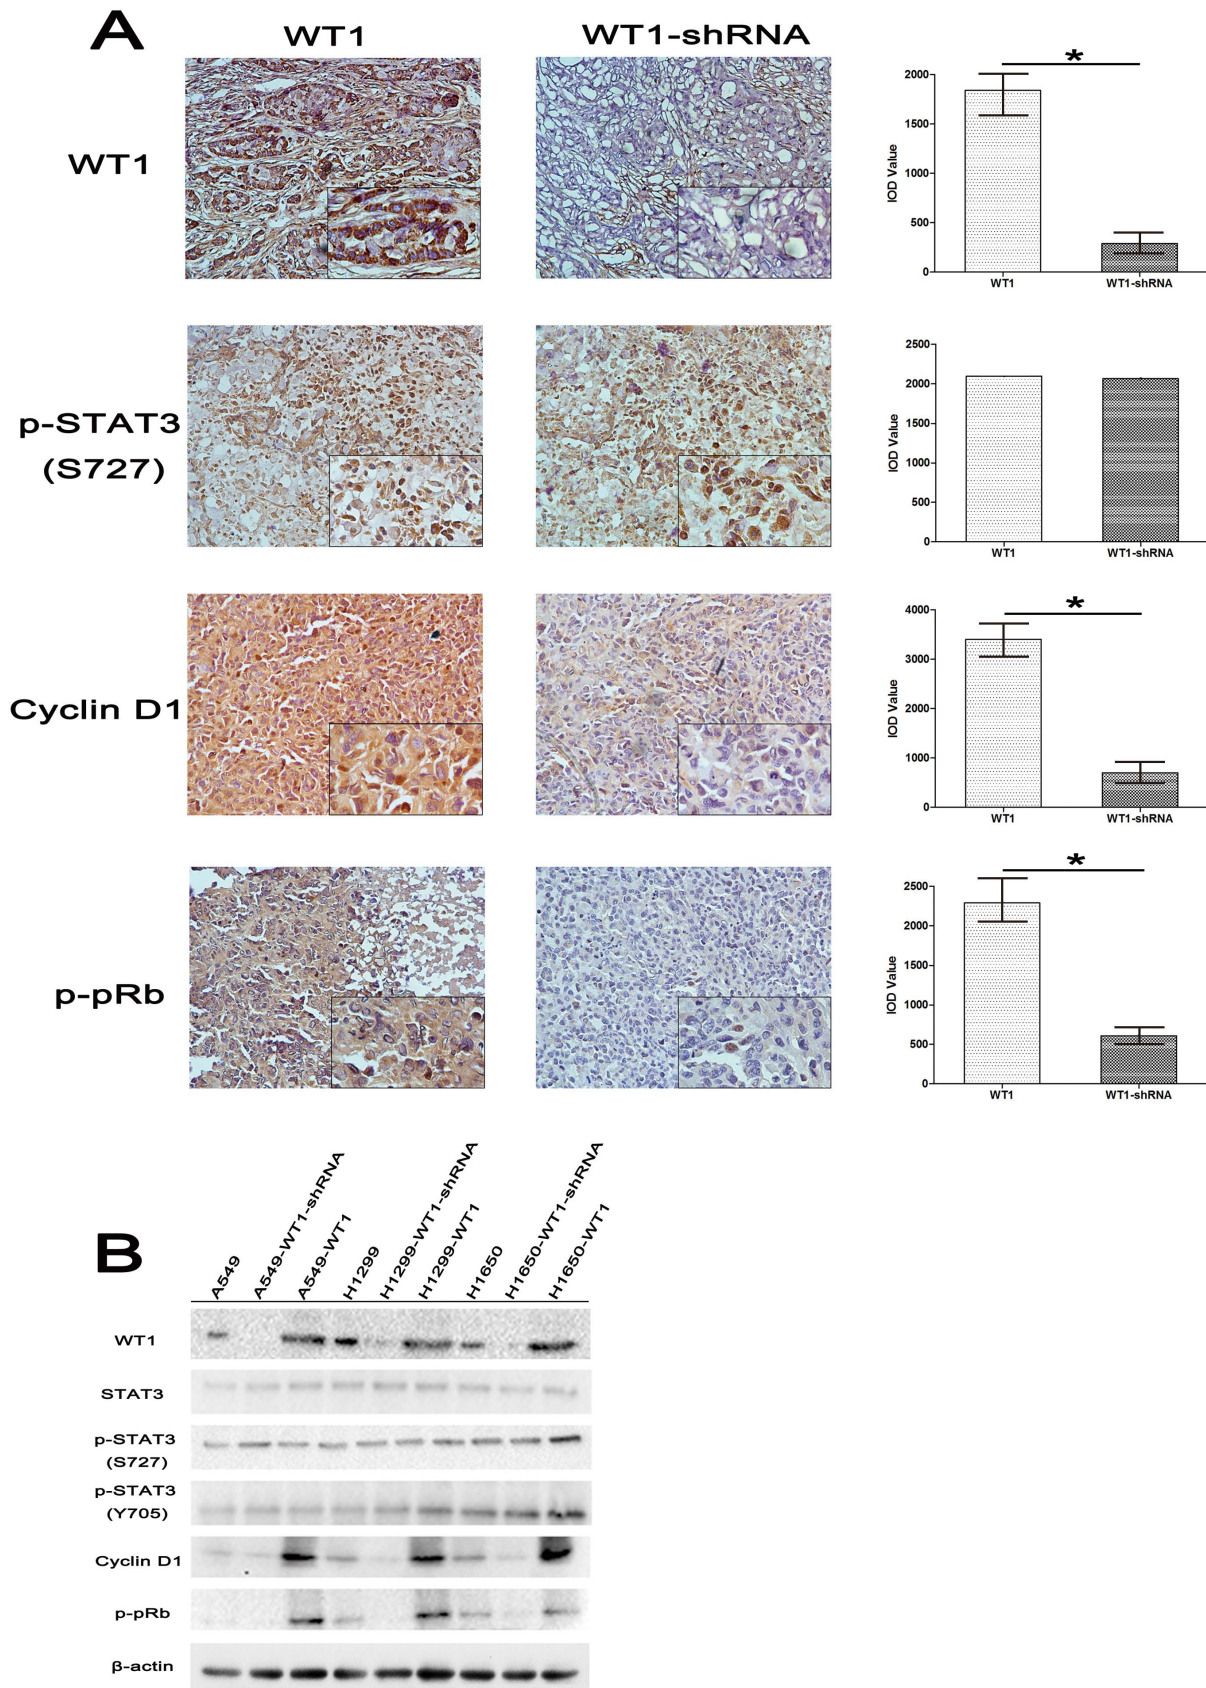 A
WT1
WT1-shRNA
WT1
*
2000
1500
1000
500
0
IOD Value
WT1
WT1-shRNA
p-STAT3
(S727)
2500
2000
1500
1000
500
0
IOD Value
WT1
WT1-shRNA
Cyclin D1
*
4000
3000
2000
1000
0
IOD Value
WT1
WT1-shRNA
p-pRb
*
2500
2000
1500
1000
500
0
IOD Value
WT1
WT1-shRNA
B
A549
A549-WT1-shRNA
A549-WT1
H1299
H1299-WT1-shRNA
H1299-WT1
H1650
H1650-WT1-shRNA
H1650-WT1
WT1
STAT3
p-STAT3
(S727)
p-STAT3
(Y705)
Cyclin D1
p-pRb
β-actin